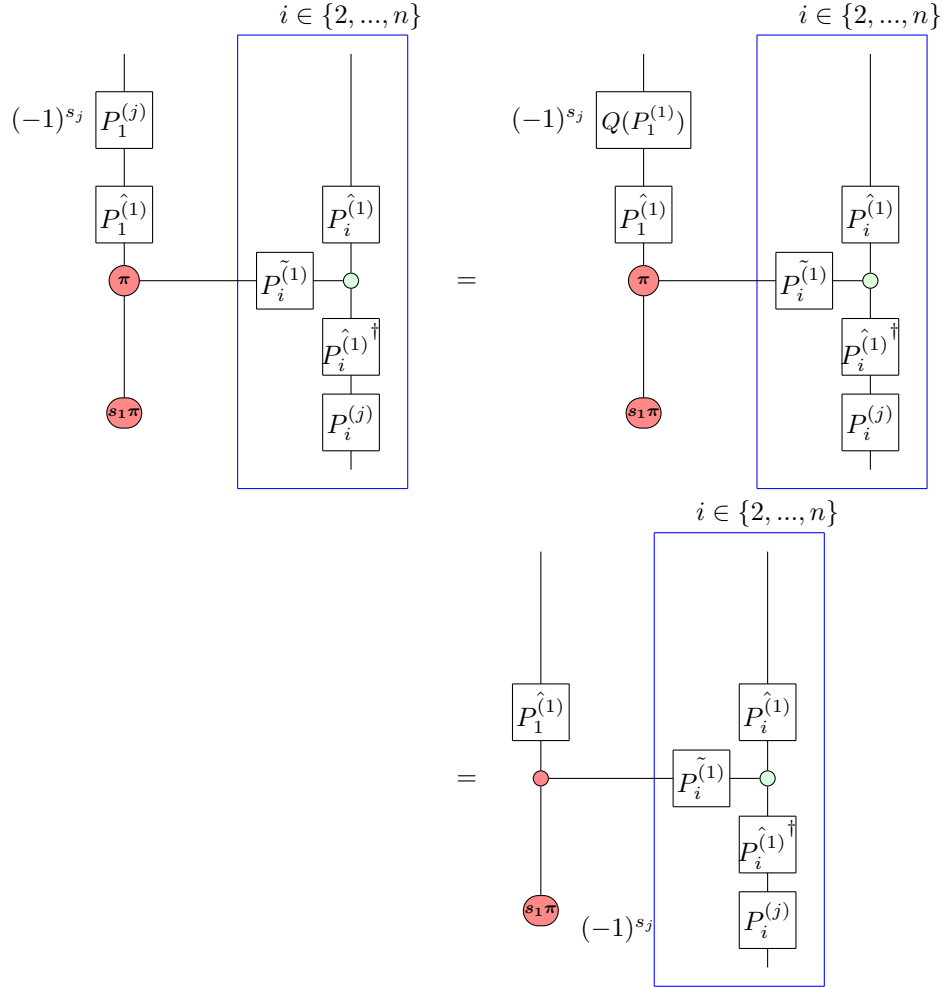 i ∈ {2, ..., n} i ∈ {2, ..., n}
(−1)^{s_j} P_1^{(j)} (−1)^{s_j} Q(P_1^{(1)})
\hat{P_1^{(1)}} \hat{P_i^{(1)}} \hat{P_1^{(1)}} \hat{P_i^{(1)}}
π \tilde{P_i^{(1)}} = π \tilde{P_i^{(1)}}
\hat{P_i^{(1)}}^† \hat{P_i^{(1)}}^†
s_1π P_i^{(j)} s_1π P_i^{(j)}
i ∈ {2, ..., n}
\hat{P_1^{(1)}} \hat{P_i^{(1)}}
= \tilde{P_i^{(1)}}
\hat{P_i^{(1)}}^†
s_1π (−1)^{s_j} P_i^{(j)}